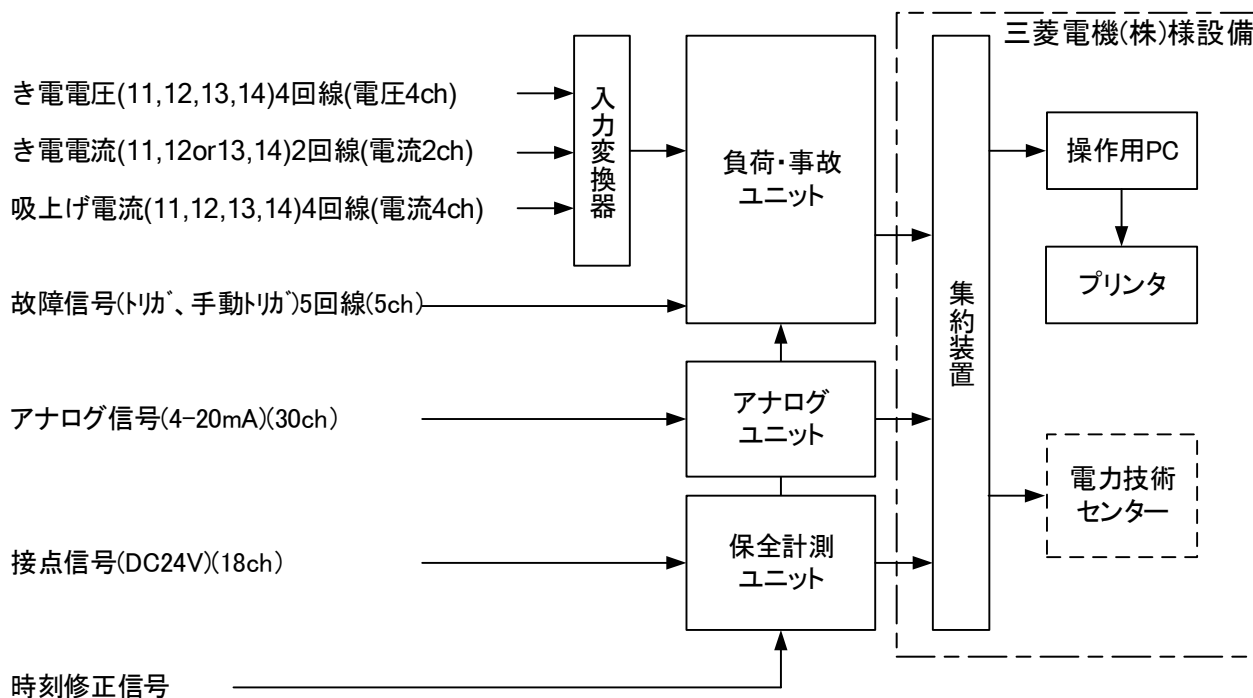 三菱電機(株)様設備
き電電圧(11,12,13,14)4回線(電圧4ch)
き電電流(11,12or13,14)2回線(電流2ch)
吸上げ電流(11,12,13,14)4回線(電流4ch)
入力変換器
負荷・事故
ユニット
操作用PC
プリンタ
故障信号(ﾄﾘｶﾞ、手動ﾄﾘｶﾞ)5回線(5ch)
集約装置
アナログ信号(4-20mA)(30ch)
アナログ
ユニット
電力技術
センター
接点信号(DC24V)(18ch)
保全計測
ユニット
時刻修正信号